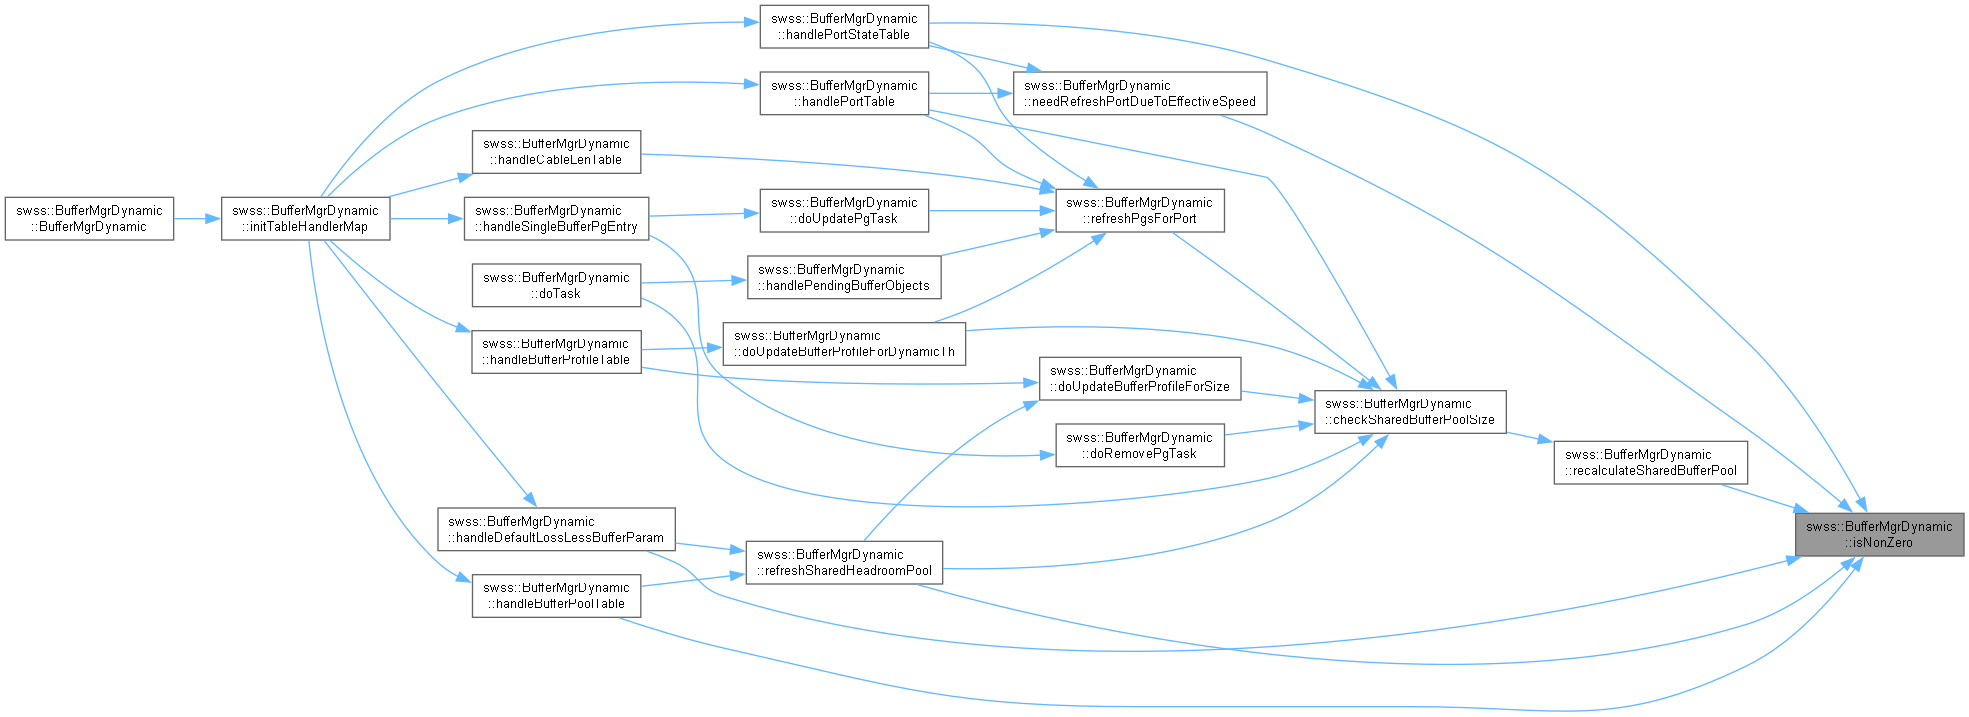 swss::BufferMgrDynamic
::handlePortStateTable
swss::BufferMgrDynamic
::needRefreshPortDueToEffectiveSpeed
swss::BufferMgrDynamic
::handlePortTable
swss::BufferMgrDynamic
::handleCableLenTable
swss::BufferMgrDynamic
::BufferMgrDynamic
swss::BufferMgrDynamic
::initTableHandlerMap
swss::BufferMgrDynamic
::handleSingleBufferPgEntry
swss::BufferMgrDynamic
::doUpdatePgTask
swss::BufferMgrDynamic
::refreshPgsForPort
swss::BufferMgrDynamic
::doTask
swss::BufferMgrDynamic
::handlePendingBufferObjects
swss::BufferMgrDynamic
::handleBufferProfileTable
swss::BufferMgrDynamic
::doUpdateBufferProfileForDynamicTh
swss::BufferMgrDynamic
::doUpdateBufferProfileForSize
swss::BufferMgrDynamic
::checkSharedBufferPoolSize
swss::BufferMgrDynamic
::doRemovePgTask
swss::BufferMgrDynamic
::recalculateSharedBufferPool
swss::BufferMgrDynamic
::handleDefaultLossLessBufferParam
swss::BufferMgrDynamic
::isNonZero
swss::BufferMgrDynamic
::refreshSharedHeadroomPool
swss::BufferMgrDynamic
::handleBufferPoolTable